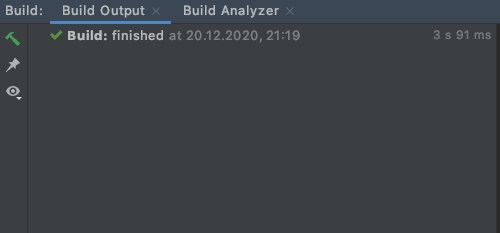 Build: Build Output Build Analyzer
Build: finished at 20.12.2020, 21:19 3 s 91 ms